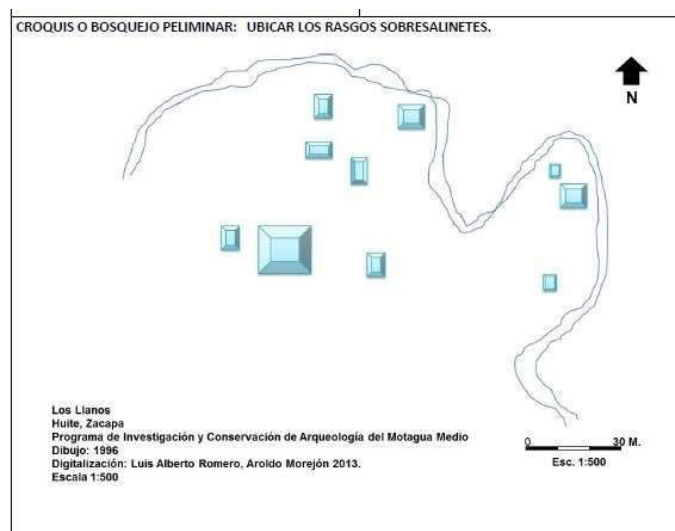 CROQUIS O BOSQUEJO PELIMINAR: UBICAR LOS RASGOS SOBRESALINETES.
N
Los Llanos
Huite, Zacapa
Programa de Investigación y Conservación de Arqueología del Motagua Medio
Dibujo: 1996
Digitalización: Luis Alberto Romero, Aroldo Morejón 2013.
Escala 1:500
0 30 M.
Esc. 1:500